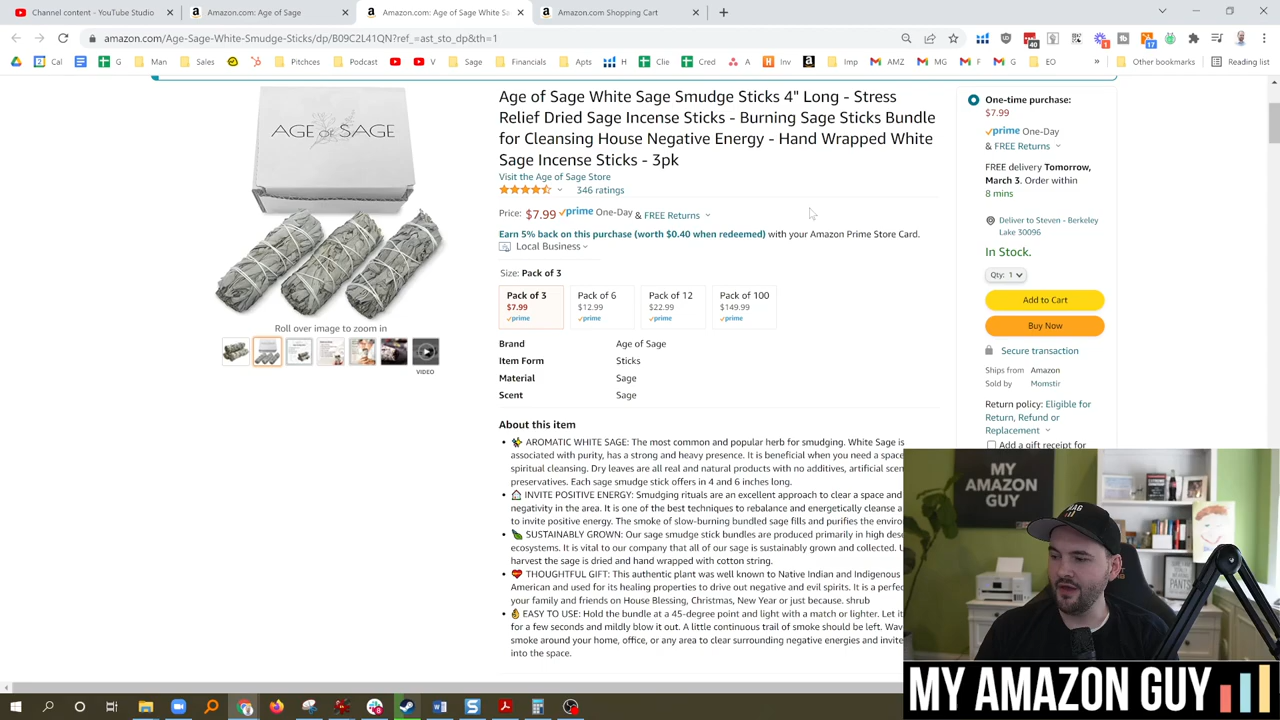 Channel content - YouTube Studio
Amazon.com: Age of Sage
Amazon.com: Age of Sage White Sa
Amazon.com Shopping Cart
amazon.com/Age-Sage-White-Smudge-Sticks/dp/B09C2L41QN?ref_=ast_sto_dp&th=1
Cal G Man Sales Pitchces Podcast V Sage Financials Apts H Clie Cred A Inv Imp AMZ MG F G EO » Other bookmarks Reading list
AGE OF SAGE
Roll over image to zoom in
VIDEO
Age of Sage White Sage Smudge Sticks 4" Long - Stress
Relief Dried Sage Incense Sticks - Burning Sage Sticks Bundle
for Cleansing House Negative Energy - Hand Wrapped White
Sage Incense Sticks - 3pk
Visit the Age of Sage Store
346 ratings
Price: $7.99 prime One-Day & FREE Returns
Earn 5% back on this purchase (worth $0.40 when redeemed) with your Amazon Prime Store Card.
Local Business
Size: Pack of 3
Pack of 3 Pack of 6 Pack of 12 Pack of 100
$7.99 $12.99 $22.99 $149.99
prime prime prime prime
Brand Age of Sage
Item Form Sticks
Material Sage
Scent Sage
About this item
• AROMATIC WHITE SAGE: The most common and popular herb for smudging. White Sage is
associated with purity, has a strong and heavy presence. It is beneficial when you need a space
spiritual cleansing. Dry leaves are all real and natural products with no additives, artificial scen
preservatives. Each sage smudge stick offers in 4 and 6 inches long.
• INVITE POSITIVE ENERGY: Smudging rituals are an excellent approach to clear a space and
negativity in the area. It is one of the best techniques to rebalance and energetically cleanse a
to invite positive energy. The smoke of slow-burning bundled sage fills and purifies the enviro
• SUSTAINABLY GROWN: Our sage smudge stick bundles are produced primarily in high dese
ecosystems. It is vital to our company that all of our sage is sustainably grown and collected. U
harvest the sage is dried and hand wrapped with cotton string.
• THOUGHTFUL GIFT: This authentic plant was well known to Native Indian and Indigenous
American and used for its healing properties to drive out negative and evil spirits. It is a perfec
your family and friends on House Blessing, Christmas, New Year or just because. shrub
• EASY TO USE: Hold the bundle at a 45-degree point and light with a match or lighter. Let it
for a few seconds and mildly blow it out. A little continuous trail of smoke should be left. Wav
smoke around your home, office, or any area to clear surrounding negative energies and invite
into the space.
One-time purchase:
$7.99
prime One-Day
& FREE Returns
FREE delivery Tomorrow,
March 3. Order within
8 mins
Deliver to Steven - Berkeley
Lake 30096
In Stock.
Qty: 1
Add to Cart
Buy Now
Secure transaction
Ships from Amazon
Sold by Momstir
Return policy: Eligible for
Return, Refund or
Replacement
Add a gift receipt for
MY
AMAZON
GUY
MY AMAZON GUY